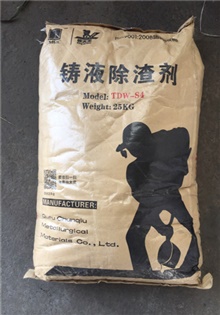 铸液除渣剂
Model: TDW-S4
Weight: 25KG
MANUFACTURER:
Metallurgical
Materials Co., Ltd.